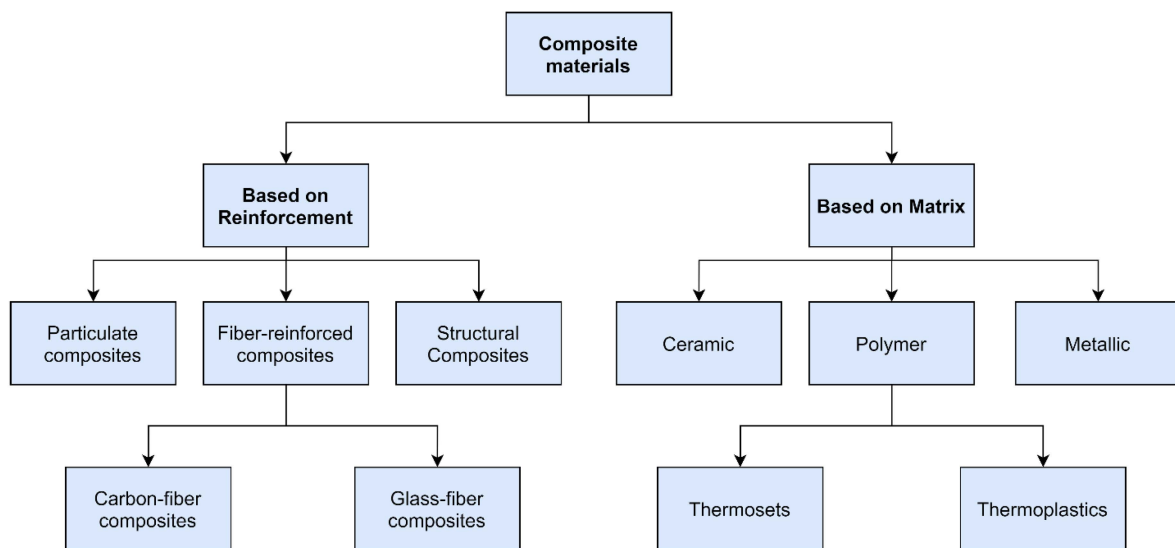 Composite
materials
Based on
Reinforcement
Based on Matrix
Particulate
composites
Fiber-reinforced
composites
Structural
Composites
Ceramic
Polymer
Metallic
Carbon-fiber
composites
Glass-fiber
composites
Thermosets
Thermoplastics